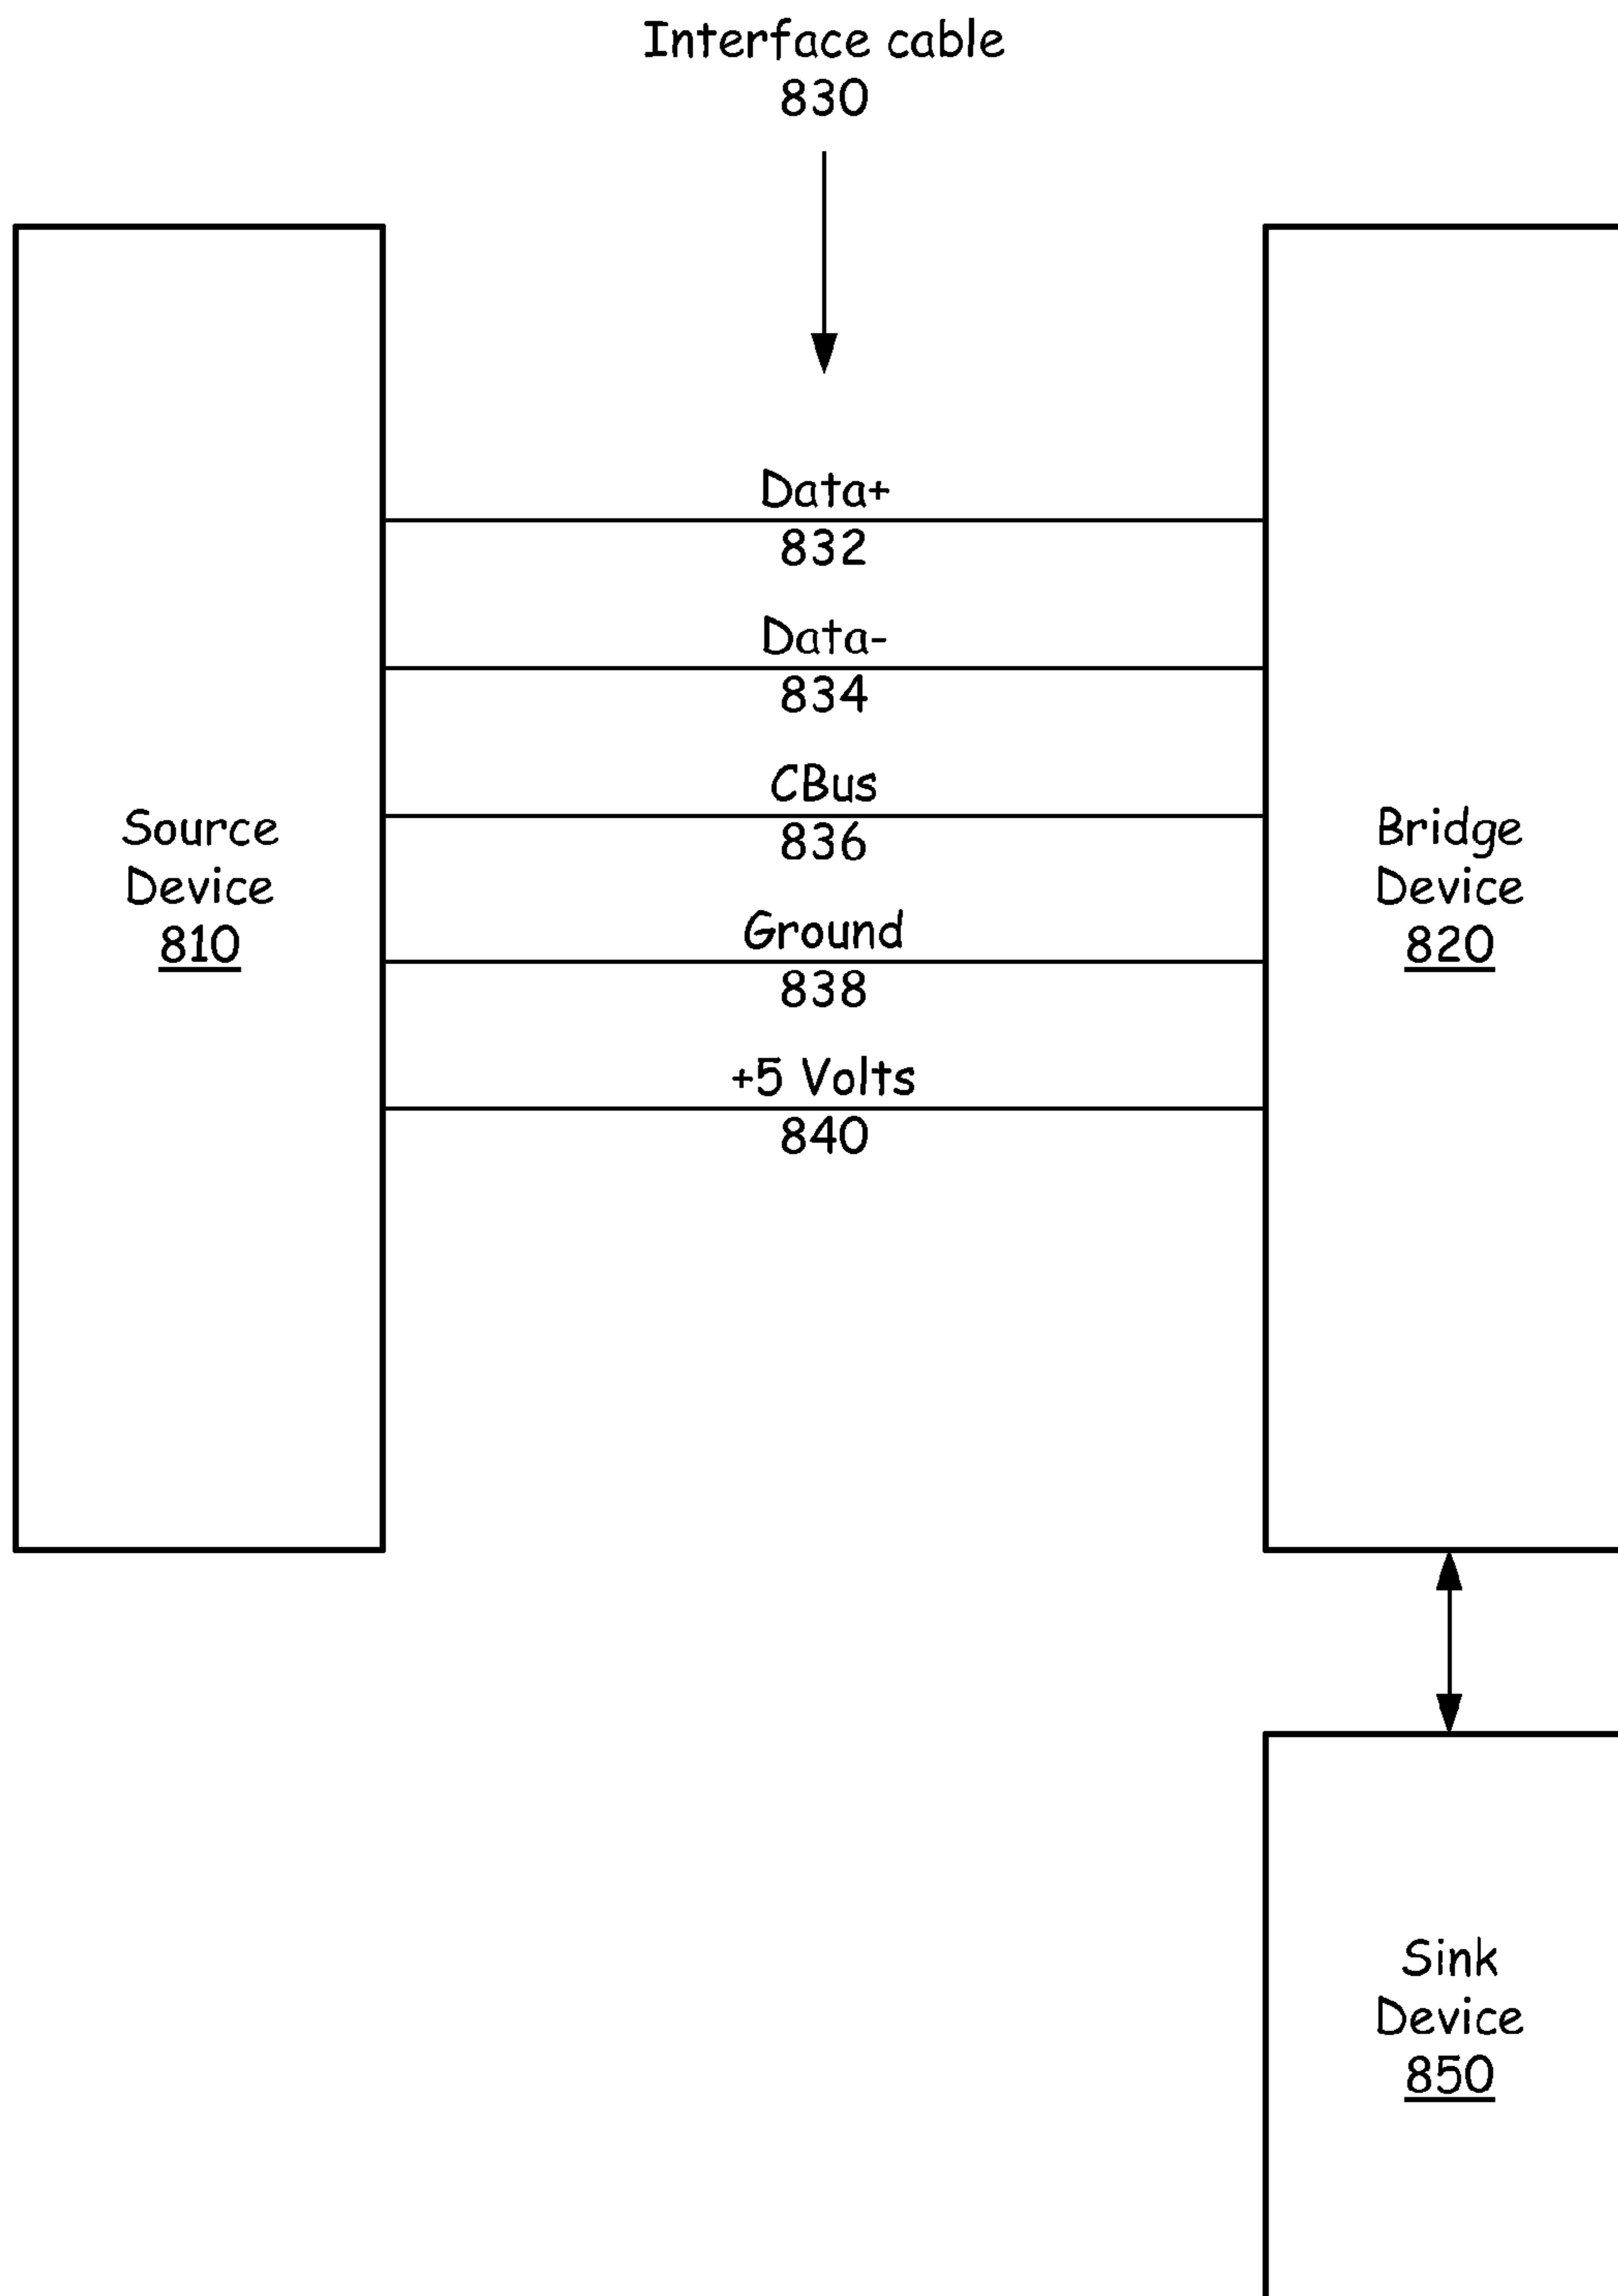 Interface cable
830
Data+
832
Data-
834
CBus
836
Ground
838
+5 Volts
840
Source
Device
810
Bridge
Device
820
Sink
Device
850